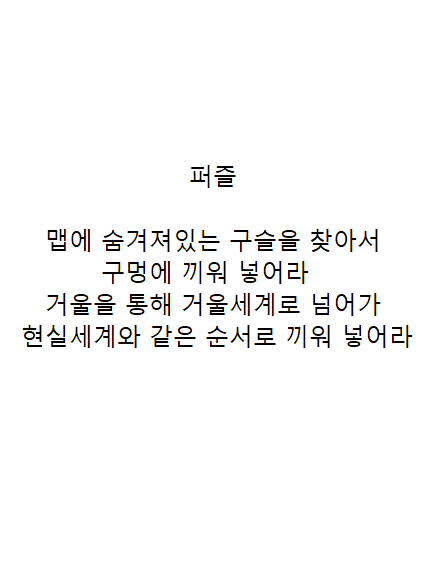 퍼즐
맵에 숨겨져있는 구슬을 찾아서
구멍에 끼워 넣어라
거울을 통해 거울세계로 넘어가
현실세계와 같은 순서로 끼워 넣어라